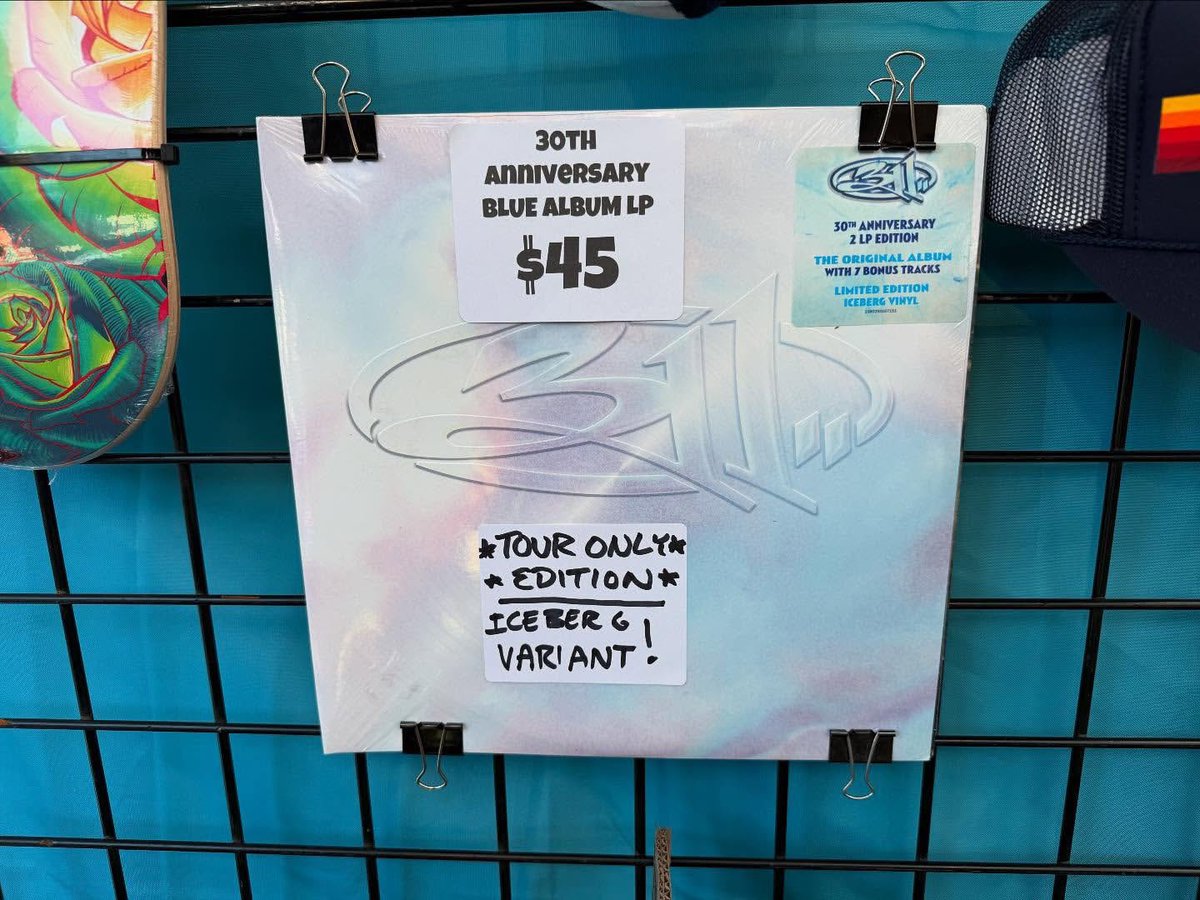 30TH
ANNIVERSARY
BLUE ALBUM LP
$45
311
30TH ANNIVERSARY
2 LP EDITION
THE ORIGINAL ALBUM
WITH 7 BONUS TRACKS
LIMITED EDITION
ICEBERG VINYL
311
*TOUR ONLY*
*EDITION*
ICEBERG
VARIANT!